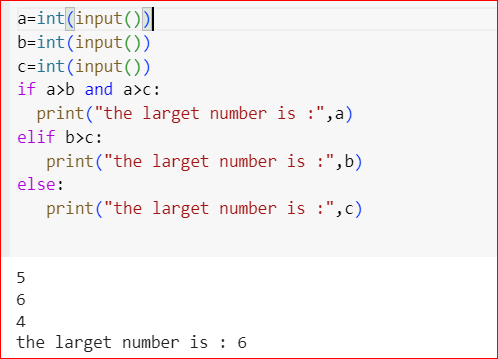 a=int(input())
b=int(input())
c=int(input())
if a>b and a>c:
  print("the larget number is :",a)
elif b>c:
   print("the larget number is :",b)
else:
   print("the larget number is :",c)
5
6
4
the larget number is : 6